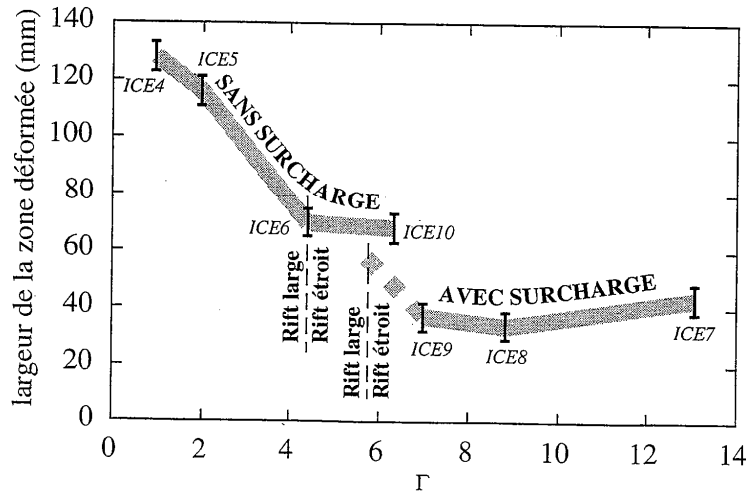 largeur de la zone déformée (mm)
140
120
100
80
60
40
20
0
0
2
4
6
8
10
12
14
Γ
ICE4
ICE5
SANS SURCHARGE
ICE6
ICE10
Rift large
Rift étroit
Rift large
Rift étroit
AVEC SURCHARGE
ICE9
ICE8
ICE7